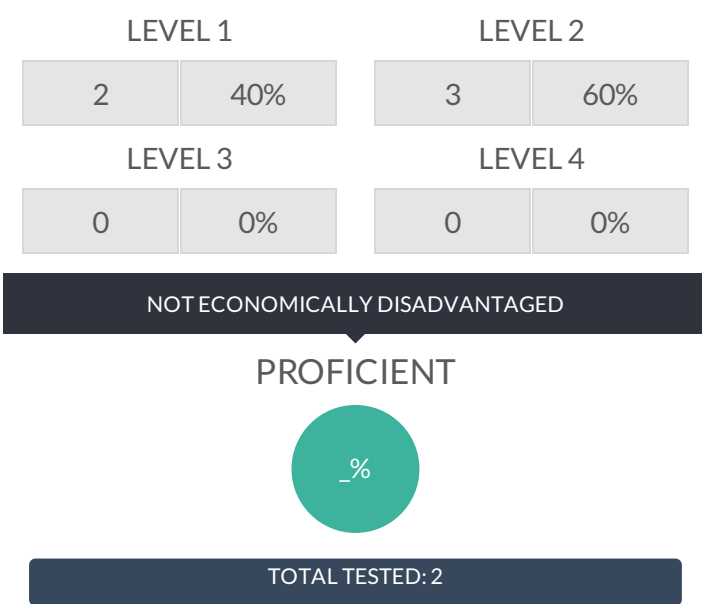 LEVEL 1 LEVEL 2
2 40% 3 60%
LEVEL 3 LEVEL 4
0 0% 0 0%
NOT ECONOMICALLY DISADVANTAGED
PROFICIENT
_%
TOTAL TESTED: 2